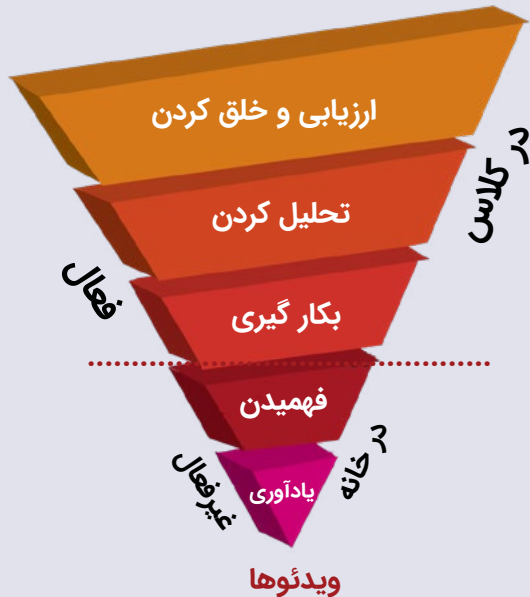 ارزیابی و خلق کردن
در کلاس
تحلیل کردن
فعال
بکار گیری
فهمیدن
در خانه
غیرفعال
یادآوری
ویدئوها